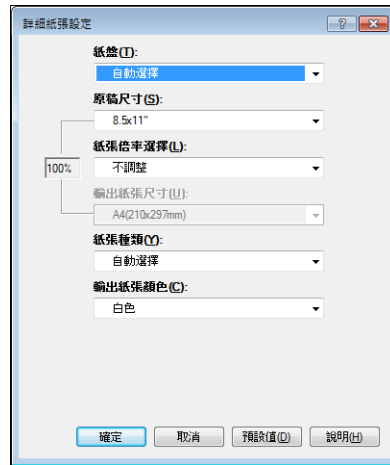 詳細紙張設定
紙盤(T):
自動選擇
原稿尺寸(S):
8.5x11"
紙張倍率選擇(L):
100%
不調整
輸出紙張尺寸(U):
A4(210x297mm)
紙張種類(Y):
自動選擇
輸出紙張顏色(C):
白色
確定 取消 預設值(D) 說明(H)